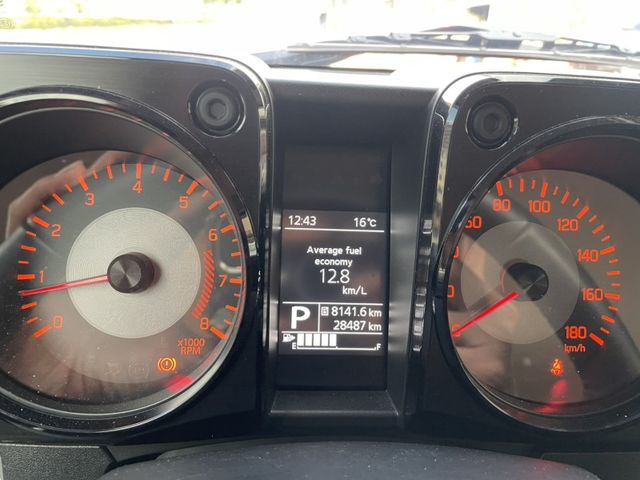 12:43 16℃
Average fuel
economy
12.8
km/L
P B 8141.6 km
28487 km
E F
0 1 2 3 4 5 6 7 8
x1000
RPM
60 80 100 120 140 160 180
km/h